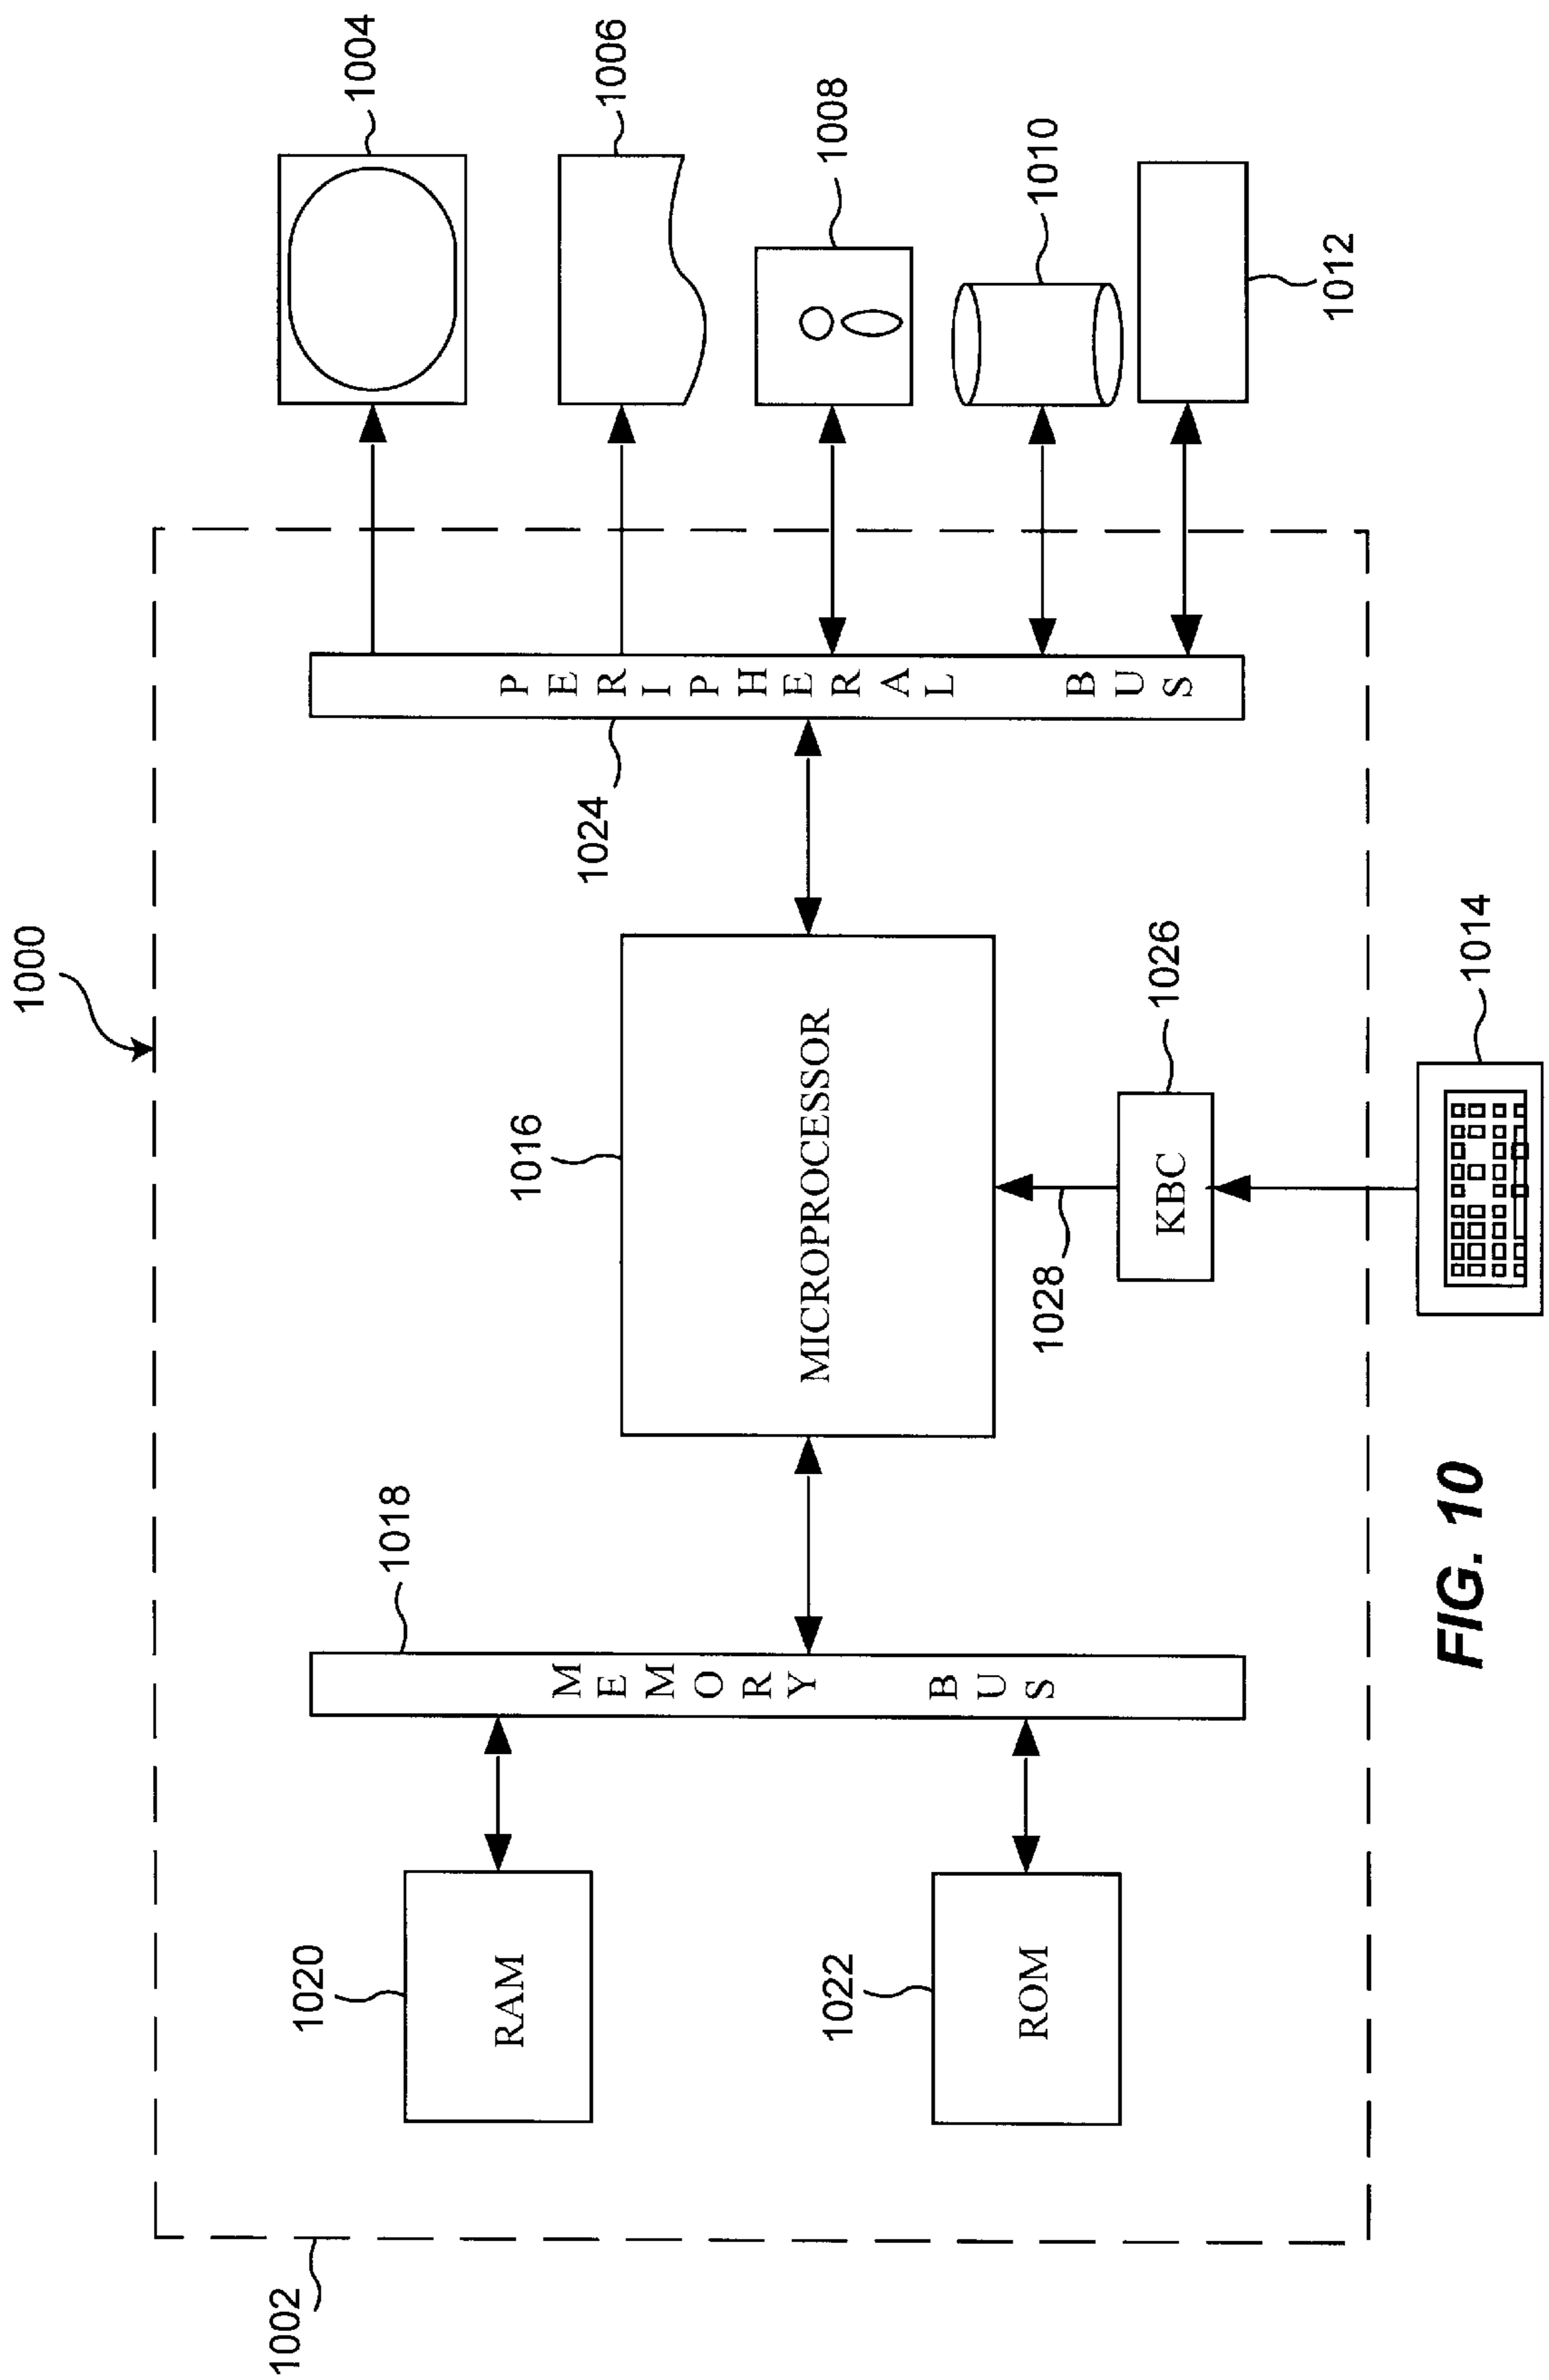 1000
1002
1020
RAM
1022
ROM
1018
MEMORY BUS
1016
MICROPROCESSOR
1028
KBC
1026
1024
PERIPHERAL BUS
1004
1006
1008
1010
1012
1014
FIG. 10